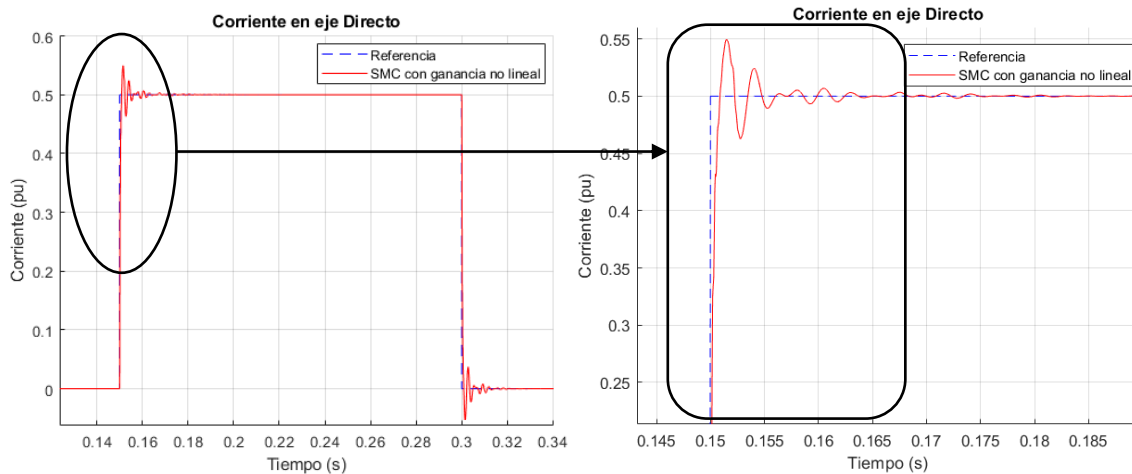 Corriente en eje Directo
0.6
0.5
0.4
0.3
0.2
0.1
0
Corriente (pu)
Referencia
SMC con ganancia no lineal
0.14 0.16 0.18 0.2 0.22 0.24 0.26 0.28 0.3 0.32 0.34
Tiempo (s)
Corriente en eje Directo
0.55
0.5
0.45
0.4
0.35
0.3
0.25
Corriente (pu)
Referencia
SMC con ganancia no lineal
0.145 0.15 0.155 0.16 0.165 0.17 0.175 0.18 0.185
Tiempo (s)